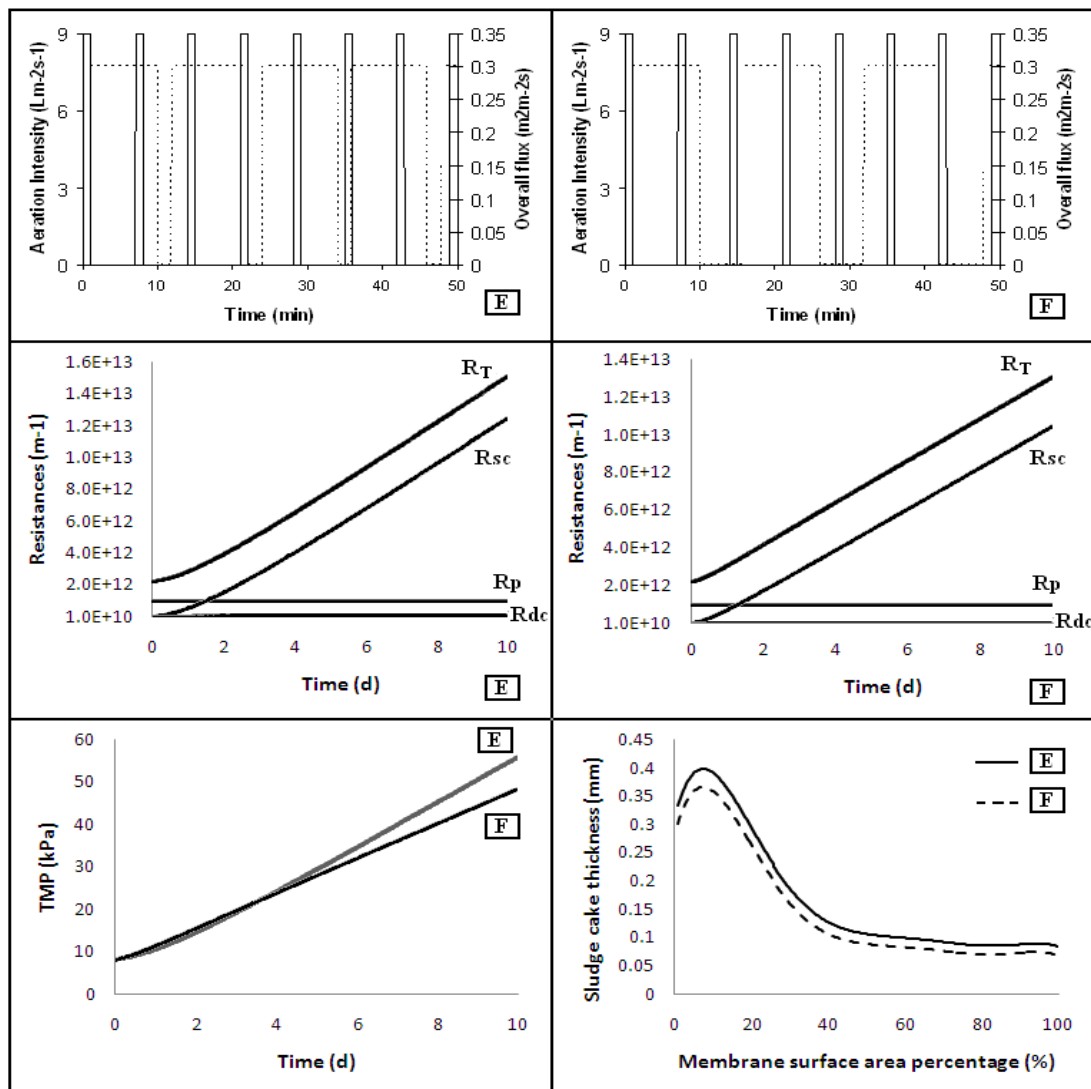 Aeration Intensity (Lm-2s-1)
9
6
3
0
0.35
0.3
0.25
0.2
0.15
0.1
0.05
0
Overall flux (m2m-2s)
0 10 20 30 40 50
Time (min)
E
Aeration Intensity (Lm-2s-1)
9
6
3
0
0.35
0.3
0.25
0.2
0.15
0.1
0.05
0
Overall flux (m2m-2s)
0 10 20 30 40 50
Time (min)
F
Resistances (m-1)
1.6E+13
1.4E+13
1.2E+13
1.0E+13
8.0E+12
6.0E+12
4.0E+12
2.0E+12
1.0E+10
RT
Rsc
Rp
Rdc
0 2 4 6 8 10
Time (d)
E
Resistances (m-1)
1.4E+13
1.2E+13
1.0E+13
8.0E+12
6.0E+12
4.0E+12
2.0E+12
1.0E+10
RT
Rsc
Rp
Rdc
0 2 4 6 8 10
Time (d)
F
TMP (kPa)
60
50
40
30
20
10
0
E
F
0 2 4 6 8 10
Time (d)
Sludge cake thickness (mm)
0.45
0.4
0.35
0.3
0.25
0.2
0.15
0.1
0.05
0
E
F
0 20 40 60 80 100
Membrane surface area percentage (%)